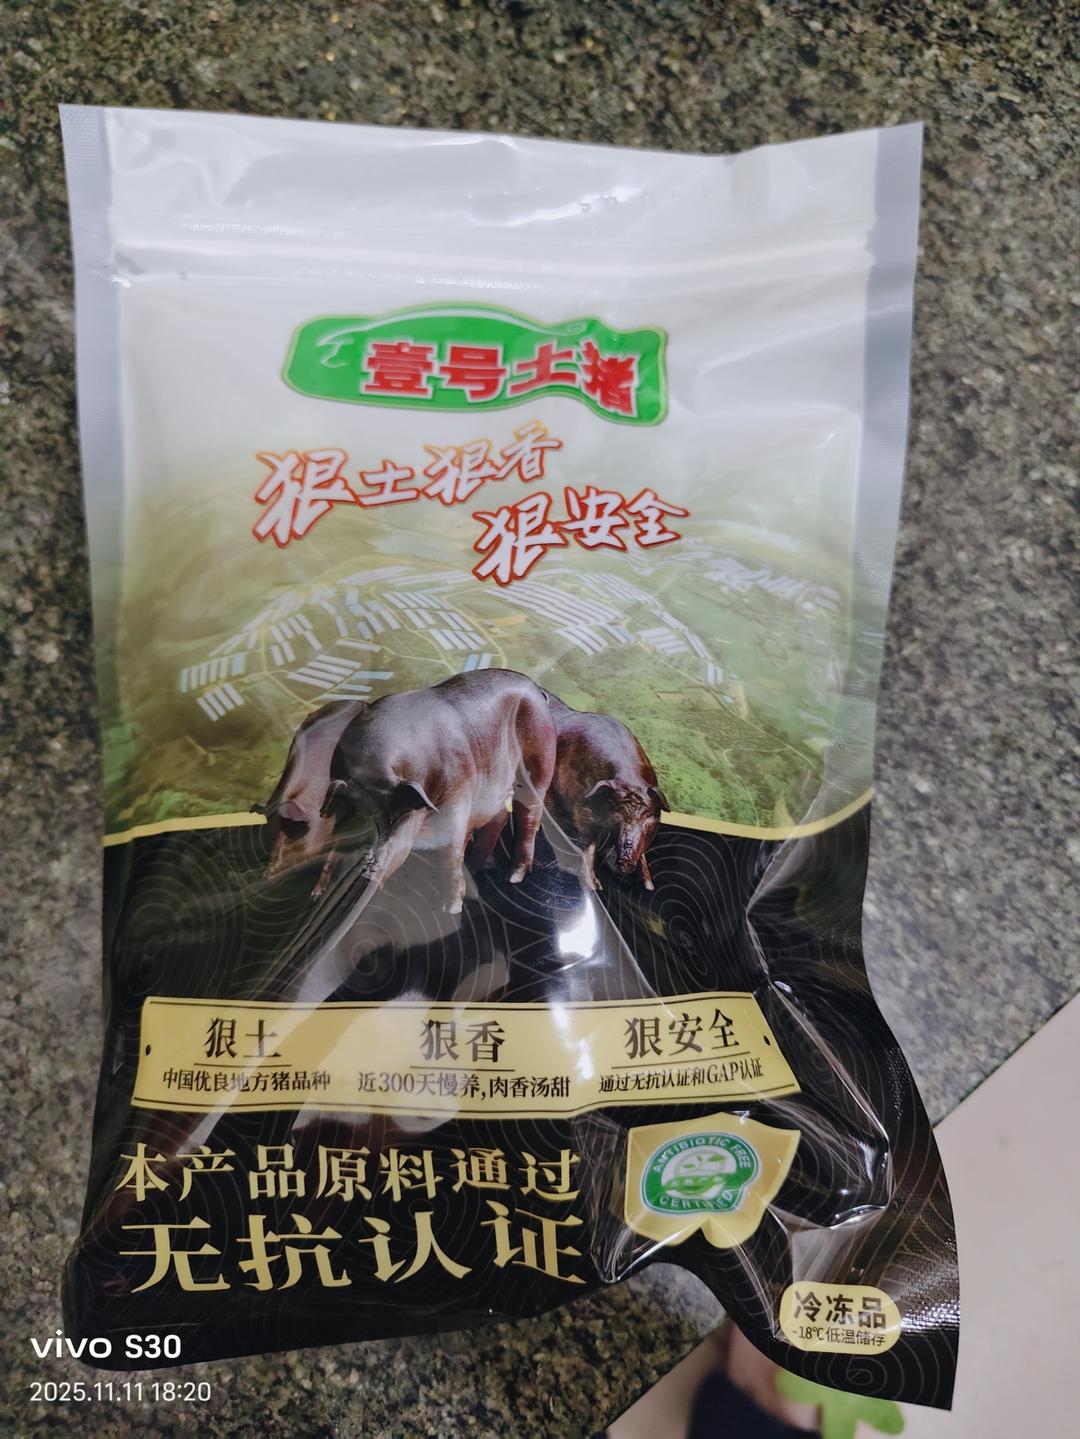 壹号土猪
狠土狠香
狠安全
狠土 狠香 狠安全
中国优良地方猪品种 近300天慢养,肉香汤甜 通过无抗认证和GAP认证
本产品原料通过
无抗认证
ANTIBIOTIC FREE
CERTIFIED
冷冻品
-18℃低温储存
vivo S30
2025.11.11 18:20